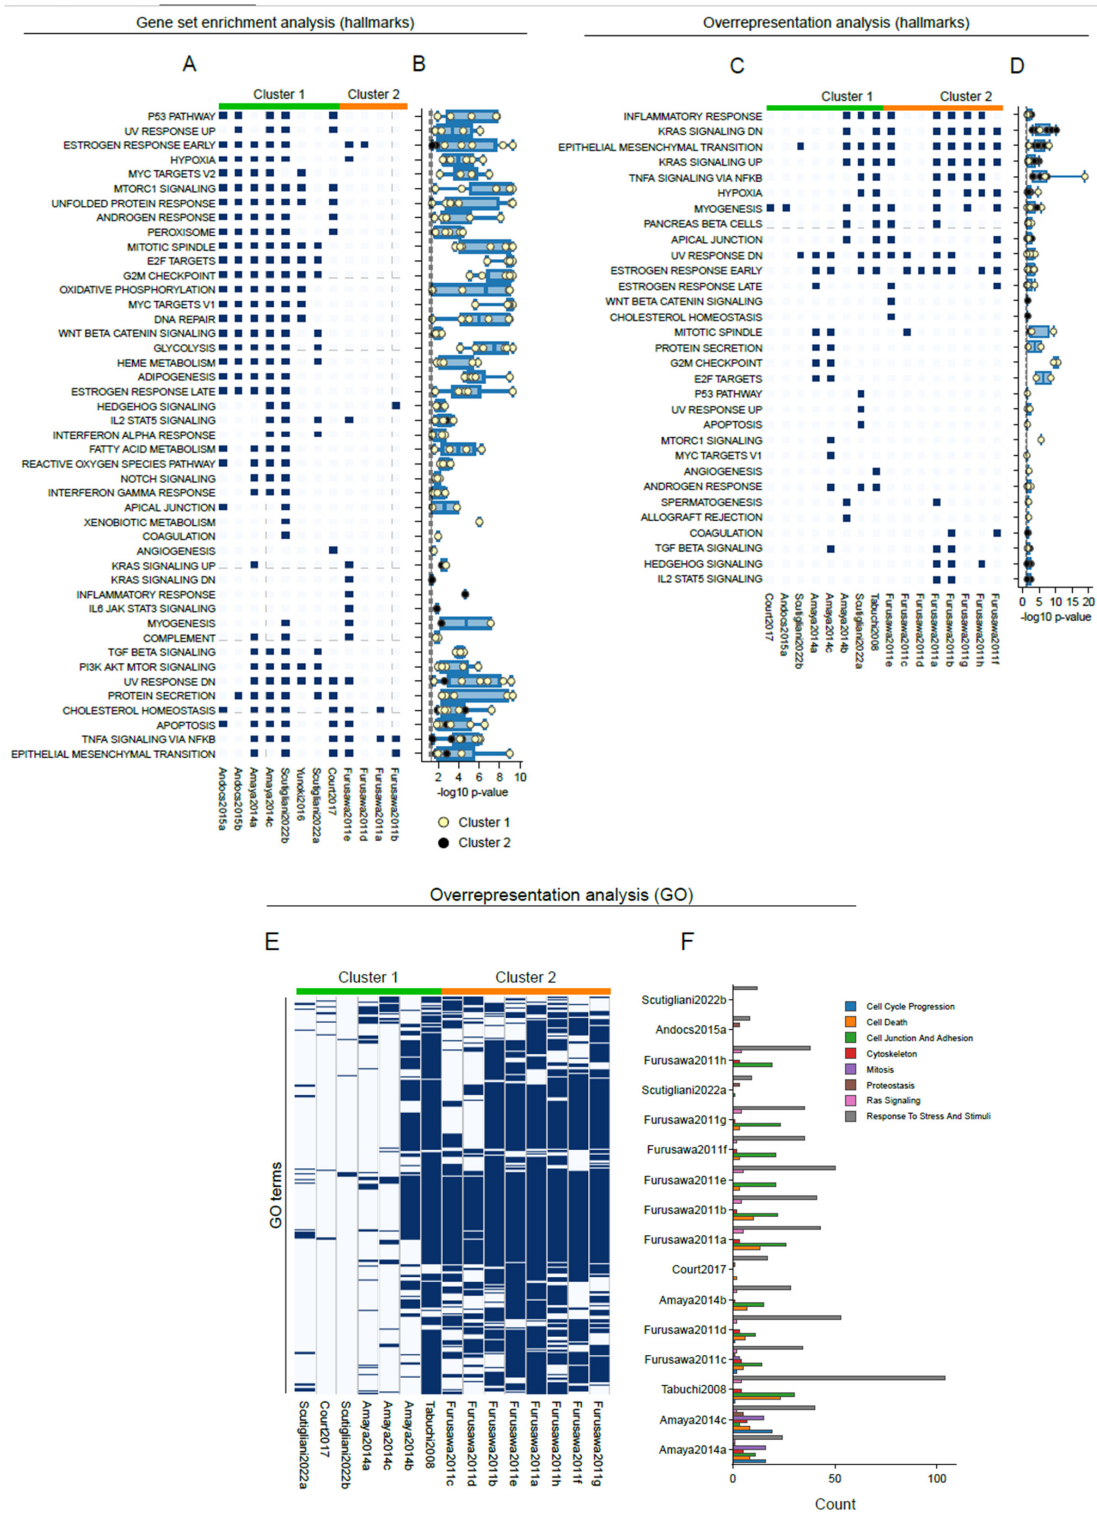 Gene set enrichment analysis (hallmarks)
Overrepresentation analysis (hallmarks)
A
B
C
D
Cluster 1
Cluster 2
P53 PATHWAY
UV RESPONSE UP
ESTROGEN RESPONSE EARLY
HYPOXIA
MYC TARGETS V2
MTORC1 SIGNALING
UNFOLDED PROTEIN RESPONSE
ANDROGEN RESPONSE
PEROXISOME
MITOTIC SPINDLE
E2F TARGETS
G2M CHECKPOINT
OXIDATIVE PHOSPHORYLATION
MYC TARGETS V1
DNA REPAIR
WNT BETA CATENIN SIGNALING
GLYCOLYSIS
HEME METABOLISM
ADIPOGENESIS
ESTROGEN RESPONSE LATE
HEDGEHOG SIGNALING
IL2 STAT5 SIGNALING
INTERFERON ALPHA RESPONSE
FATTY ACID METABOLISM
REACTIVE OXYGEN SPECIES PATHWAY
NOTCH SIGNALING
INTERFERON GAMMA RESPONSE
APICAL JUNCTION
XENOBIOTIC METABOLISM
COAGULATION
ANGIOGENESIS
KRAS SIGNALING UP
KRAS SIGNALING DN
INFLAMMATORY RESPONSE
IL6 JAK STAT3 SIGNALING
MYOGENESIS
COMPLEMENT
TGF BETA SIGNALING
PI3K AKT MTOR SIGNALING
UV RESPONSE DN
PROTEIN SECRETION
CHOLESTEROL HOMEOSTASIS
APOPTOSIS
TNFA SIGNALING VIA NFKB
EPITHELIAL MESENCHYMAL TRANSITION
Andocs2015a
Andocs2015b
Amaya2014a
Amaya2014c
Scutigliani2022b
Yunoki2016
Scutigliani2022a
Court2017
Furusawa2011e
Furusawa2011d
Furusawa2011a
Furusawa2011b
2 4 6 8 10
-log10 p-value
Cluster 1
Cluster 2
Cluster 1
Cluster 2
INFLAMMATORY RESPONSE
KRAS SIGNALING DN
EPITHELIAL MESENCHYMAL TRANSITION
KRAS SIGNALING UP
TNFA SIGNALING VIA NFKB
HYPOXIA
MYOGENESIS
PANCREAS BETA CELLS
APICAL JUNCTION
UV RESPONSE DN
ESTROGEN RESPONSE EARLY
ESTROGEN RESPONSE LATE
WNT BETA CATENIN SIGNALING
CHOLESTEROL HOMEOSTASIS
MITOTIC SPINDLE
PROTEIN SECRETION
G2M CHECKPOINT
E2F TARGETS
P53 PATHWAY
UV RESPONSE UP
APOPTOSIS
MTORC1 SIGNALING
MYC TARGETS V1
ANGIOGENESIS
ANDROGEN RESPONSE
SPERMATOGENESIS
ALLOGRAFT REJECTION
COAGULATION
TGF BETA SIGNALING
HEDGEHOG SIGNALING
IL2 STAT5 SIGNALING
Court2017
Andocs2015a
Scutigliani2022b
Amaya2014a
Amaya2014c
Amaya2014b
Scutigliani2022a
Tabuchi2008
Furusawa2011e
Furusawa2011c
Furusawa2011d
Furusawa2011a
Furusawa2011b
Furusawa2011g
Furusawa2011h
Furusawa2011f
0 5 10 15 20
-log10 p-value
Overrepresentation analysis (GO)
E
F
Cluster 1
Cluster 2
GO terms
Scutigliani2022a
Court2017
Scutigliani2022b
Amaya2014a
Amaya2014c
Amaya2014b
Tabuchi2008
Furusawa2011c
Furusawa2011d
Furusawa2011b
Furusawa2011e
Furusawa2011a
Furusawa2011h
Furusawa2011f
Furusawa2011g
Scutigliani2022b
Andocs2015a
Furusawa2011h
Scutigliani2022a
Furusawa2011g
Furusawa2011f
Furusawa2011e
Furusawa2011b
Furusawa2011a
Court2017
Amaya2014b
Furusawa2011d
Furusawa2011c
Tabuchi2008
Amaya2014c
Amaya2014a
0 50 100
Count
Cell Cycle Progression
Cell Death
Cell Junction And Adhesion
Cytoskeleton
Mitosis
Proteostasis
Ras Signaling
Response To Stress And Stimuli